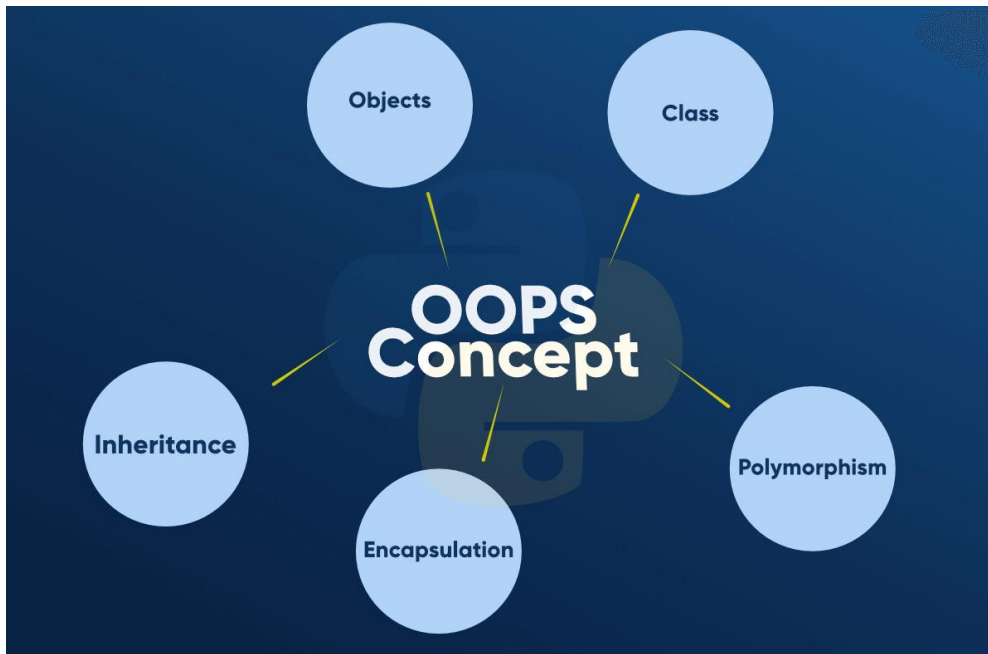 Objects
Class
OOPS
Concept
Inheritance
Polymorphism
Encapsulation